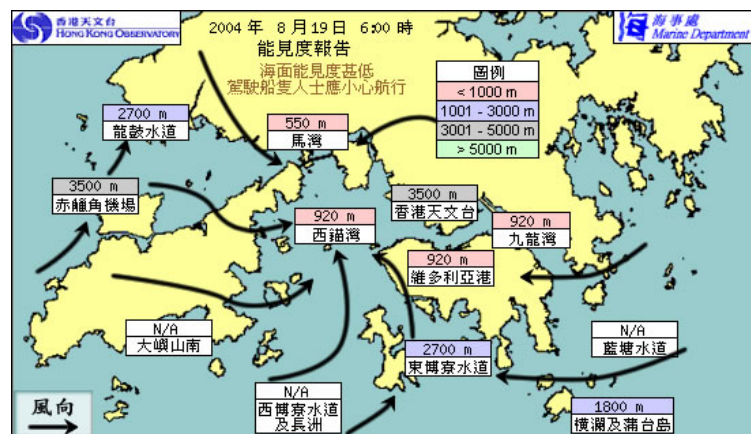 香港天文台
HONG KONG OBSERVATORY
2004 年 8 月 19 日 6:00 時
能見度報告
海面能見度甚低
駕駛船隻人士應小心航行
海事處
Marine Department
圖例
< 1000 m
1001 - 3000 m
3001 - 5000 m
> 5000 m
2700 m
龍鼓水道
550 m
馬灣
3500 m
赤鱲角機場
3500 m
香港天文台
920 m
西錨灣
920 m
九龍灣
920 m
維多利亞港
N/A
大嶼山南
N/A
藍塘水道
2700 m
東博寮水道
N/A
西博寮水道
及長洲
1800 m
橫瀾及蒲台島
風向